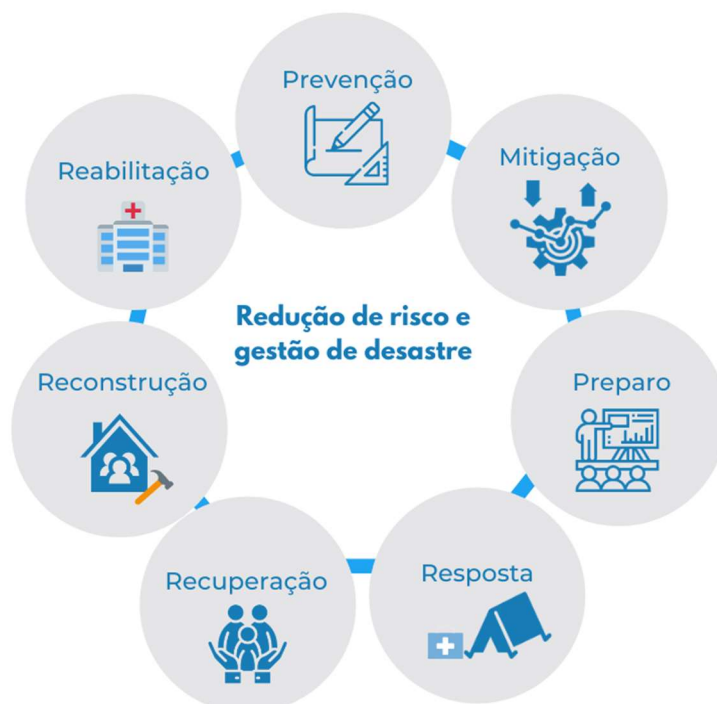 Prevenção
Mitigação
Preparo
Resposta
Recuperação
Reconstrução
Reabilitação
Redução de risco e
gestão de desastre